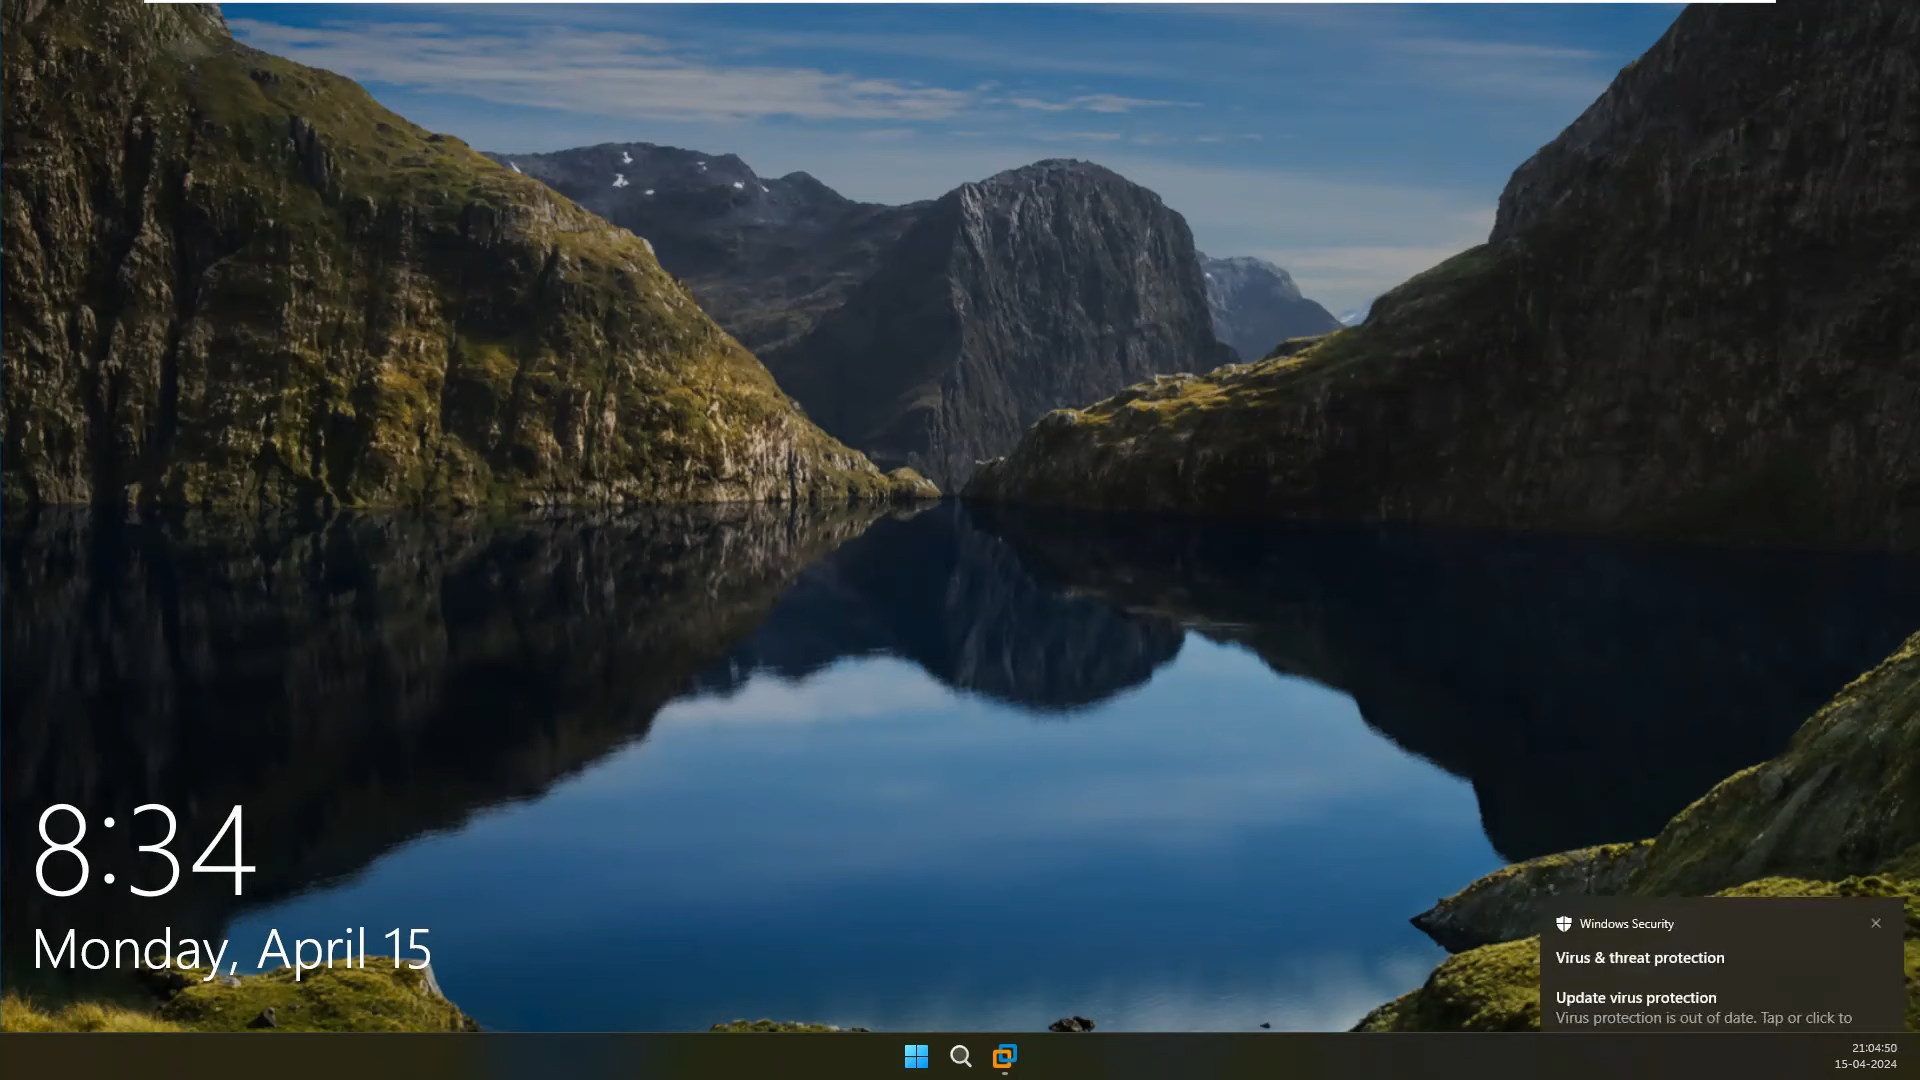 8:34
Monday, April 15
Windows Security
Virus & threat protection
Update virus protection
Virus protection is out of date. Tap or click to
21:04:50
15-04-2024